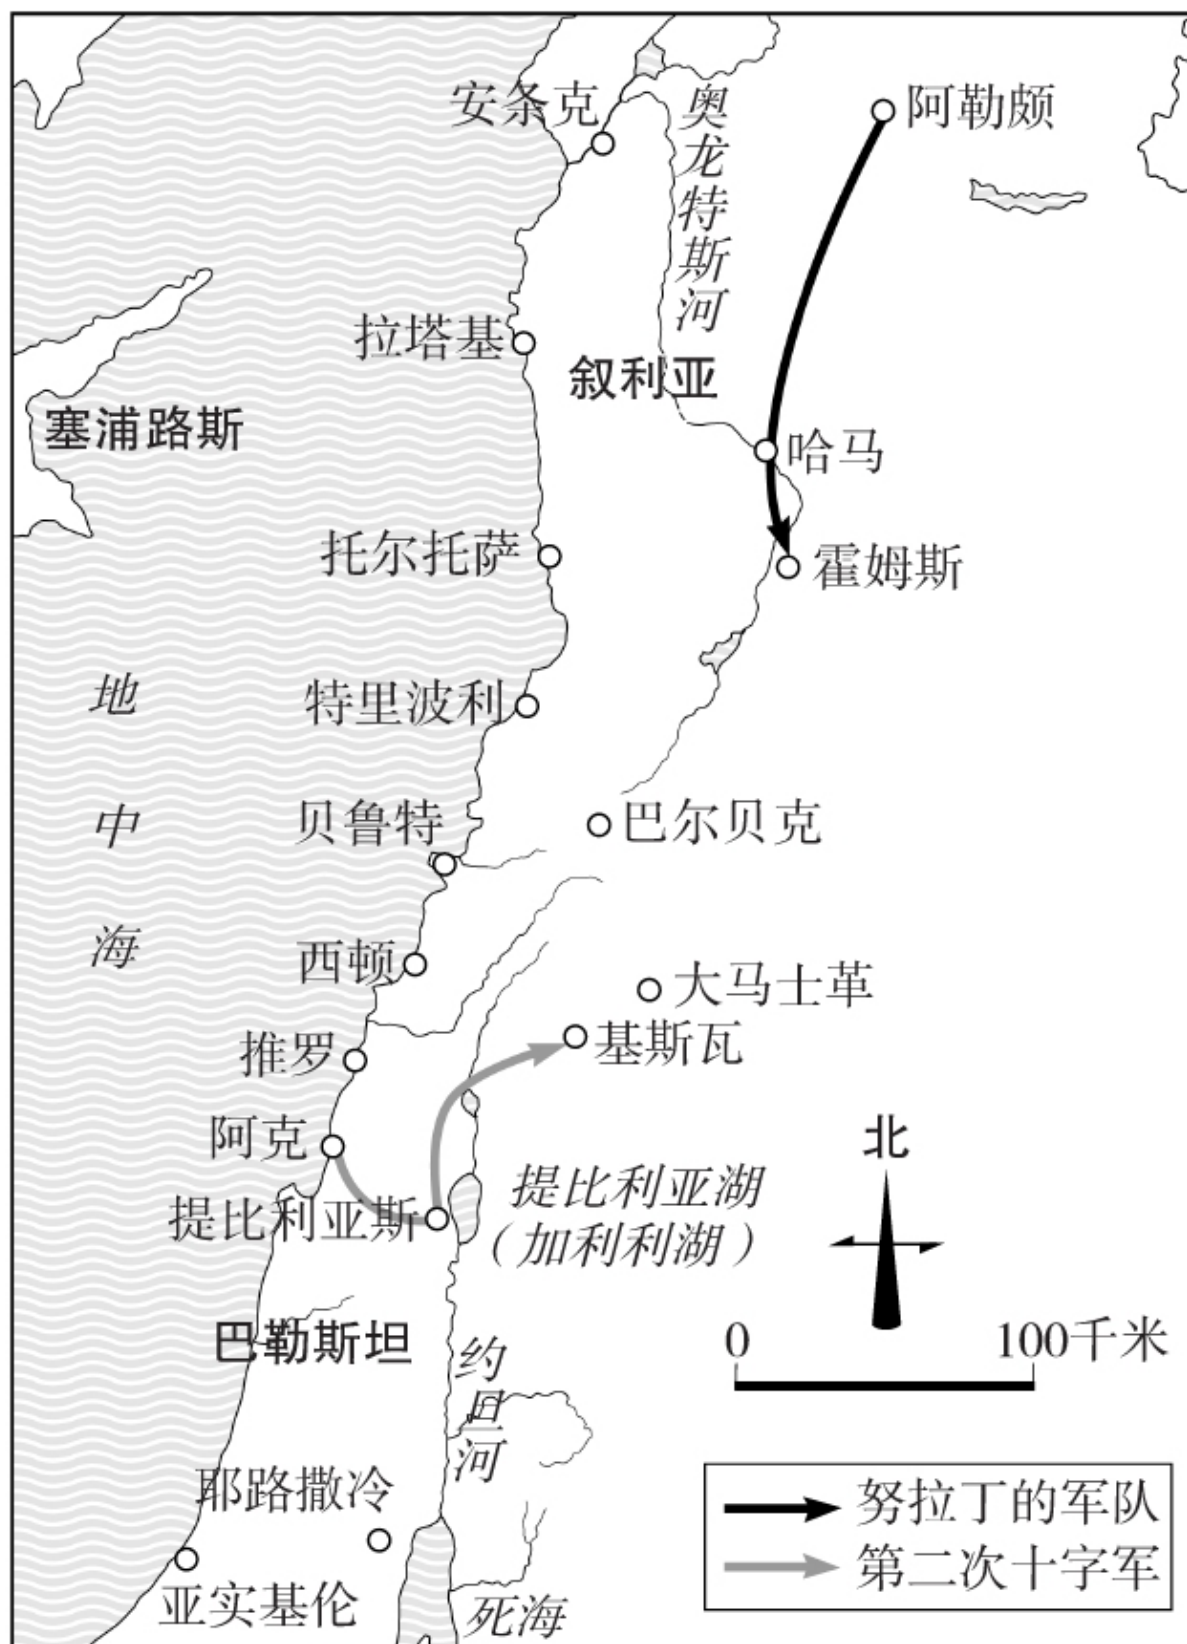 安条克
奥龙特斯河
阿勒颇
拉塔基
叙利亚
塞浦路斯
哈马
托尔托萨
霍姆斯
地中海
特里波利
贝鲁特
巴尔贝克
西顿
大马士革
推罗
基斯瓦
阿克
北
提比利亚斯
提比利亚湖
（加利利湖）
巴勒斯坦
0
100千米
约旦河
耶路撒冷
亚实基伦
死海
努拉丁的军队
第二次十字军